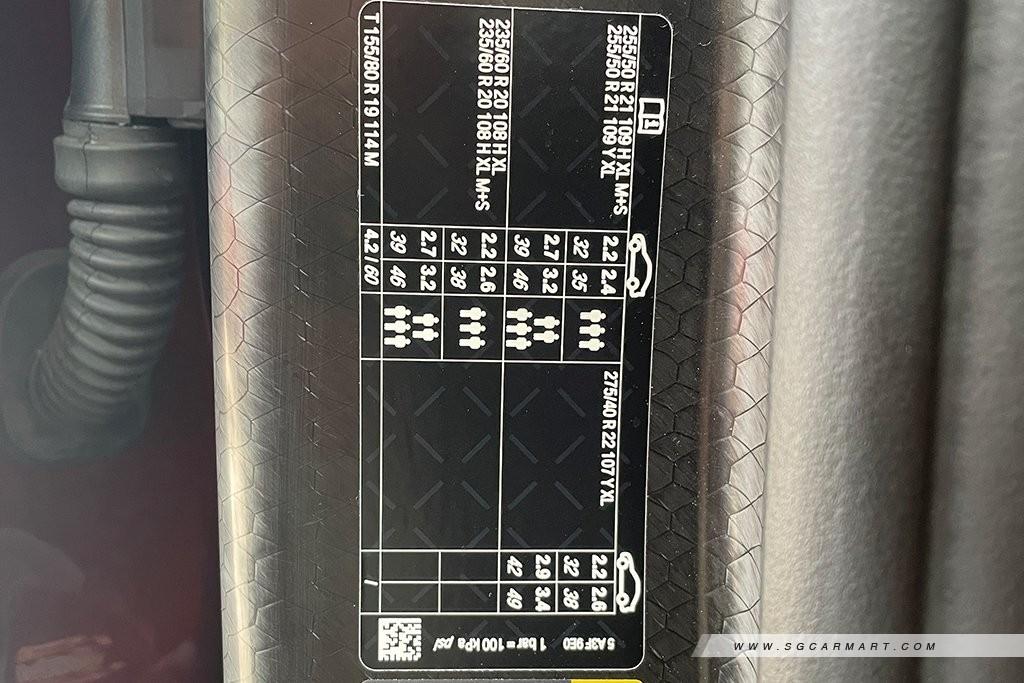 255/50 R 21 109 H XL M+S
255/50 R 21 109 Y XL
2.2 2.4
32 35
2.7 3.2
39 46
235/60 R 20 108 H XL
235/60 R 20 108 H XL M+S
2.2 2.6
32 38
2.7 3.2
39 46
T 155/80 R 19 114 M
4.2 / 60
275/40 R 22 107 Y XL
2.2 2.6
32 38
2.9 3.4
42 49
/
5A3F9E0
1 bar = 100 kPa psi
WWW.SGCARMART.COM